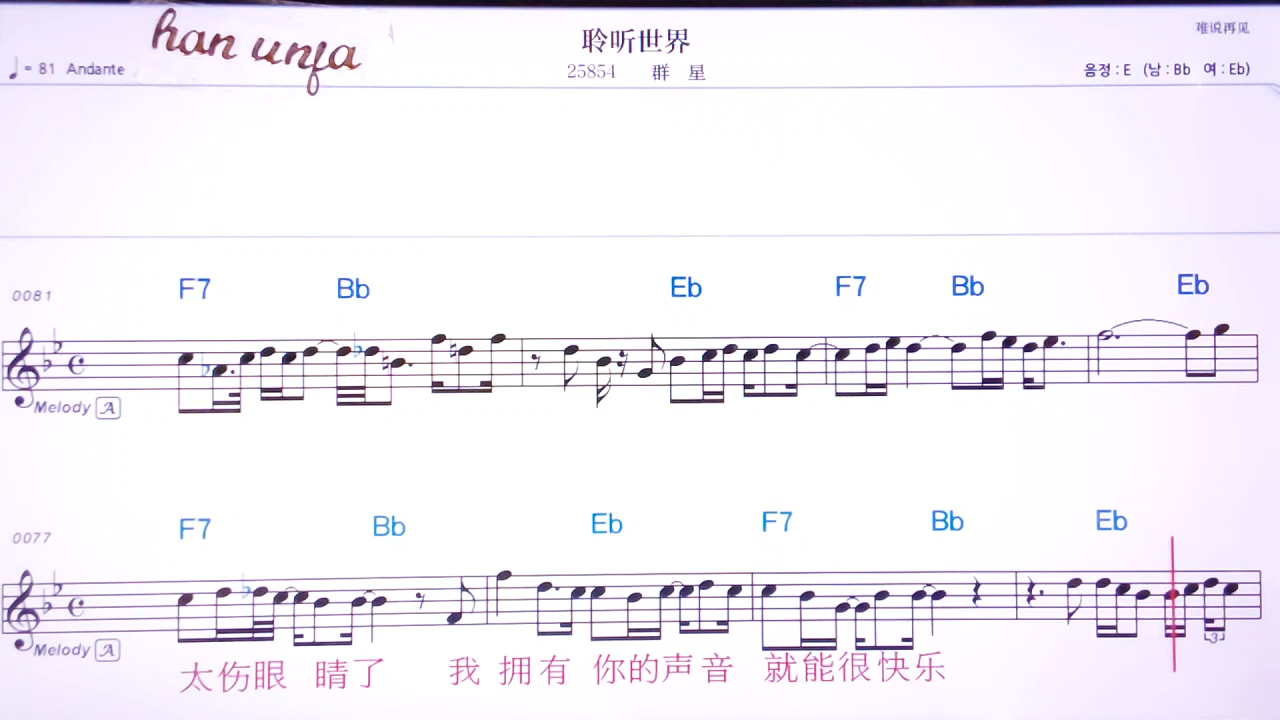 han unfa
聆听世界
难说再见
♩= 81 Andante
25854 群 星
음정 : E (남 : Bb 여 : Eb)
F7 Bb Eb F7 Bb Eb
0081
Melody A
F7 Bb Eb F7 Bb Eb
0077
3
Melody A
太伤眼 睛了 我 拥有 你的声音 就能很快乐